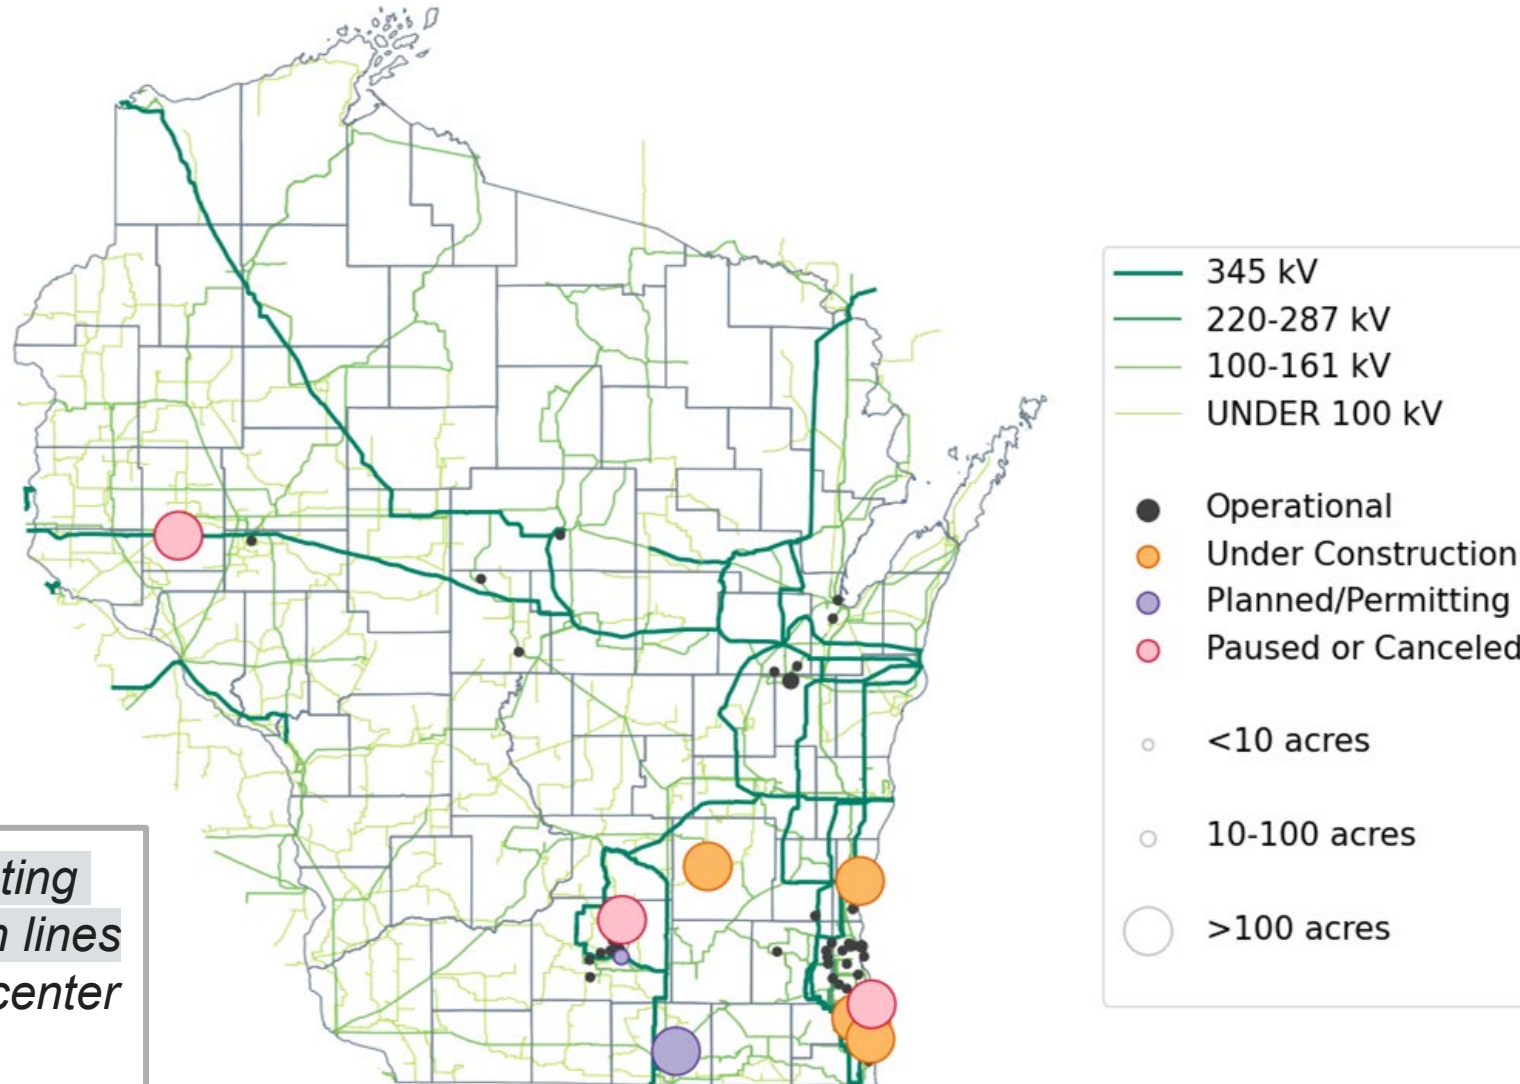 345 kV
220-287 kV
100-161 kV
UNDER 100 kV
Operational
Under Construction
Planned/Permitting
Paused or Canceled
<10 acres
10-100 acres
>100 acres
ting
lines
center